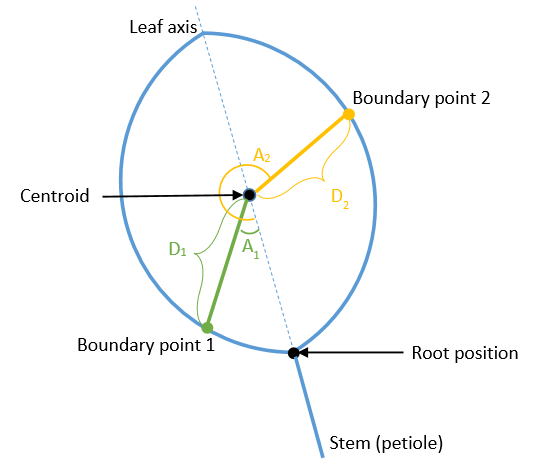 Leaf axis
Boundary point 2
A2
Centroid
D2
D1
A1
Boundary point 1
Root position
Stem (petiole)